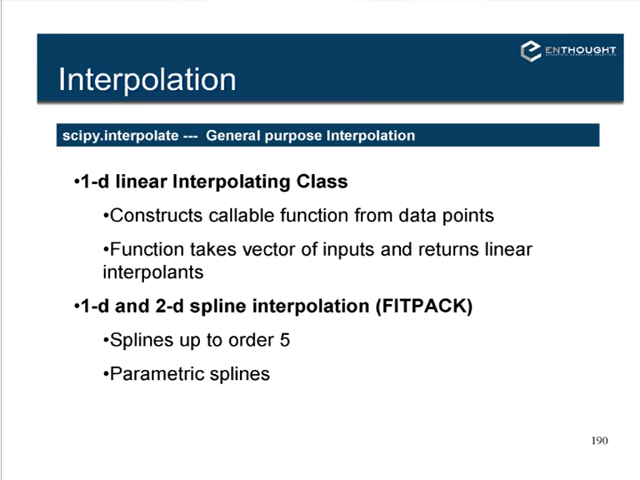 ENTHOUGHT
Interpolation
scipy.interpolate --- General purpose Interpolation
•1-d linear Interpolating Class
•Constructs callable function from data points
•Function takes vector of inputs and returns linear
interpolants
•1-d and 2-d spline interpolation (FITPACK)
•Splines up to order 5
•Parametric splines
190